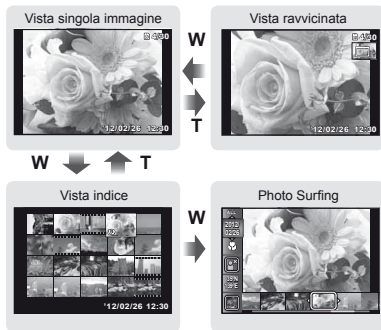 Vista singola immagine
4/30
'12/02/26 12:30
W
T
Vista ravvicinata
4/30
'12/02/26 12:30
W
T
Vista indice
'12/02/26 12:30
W
Photo Surfing
ALL
2012
02/26